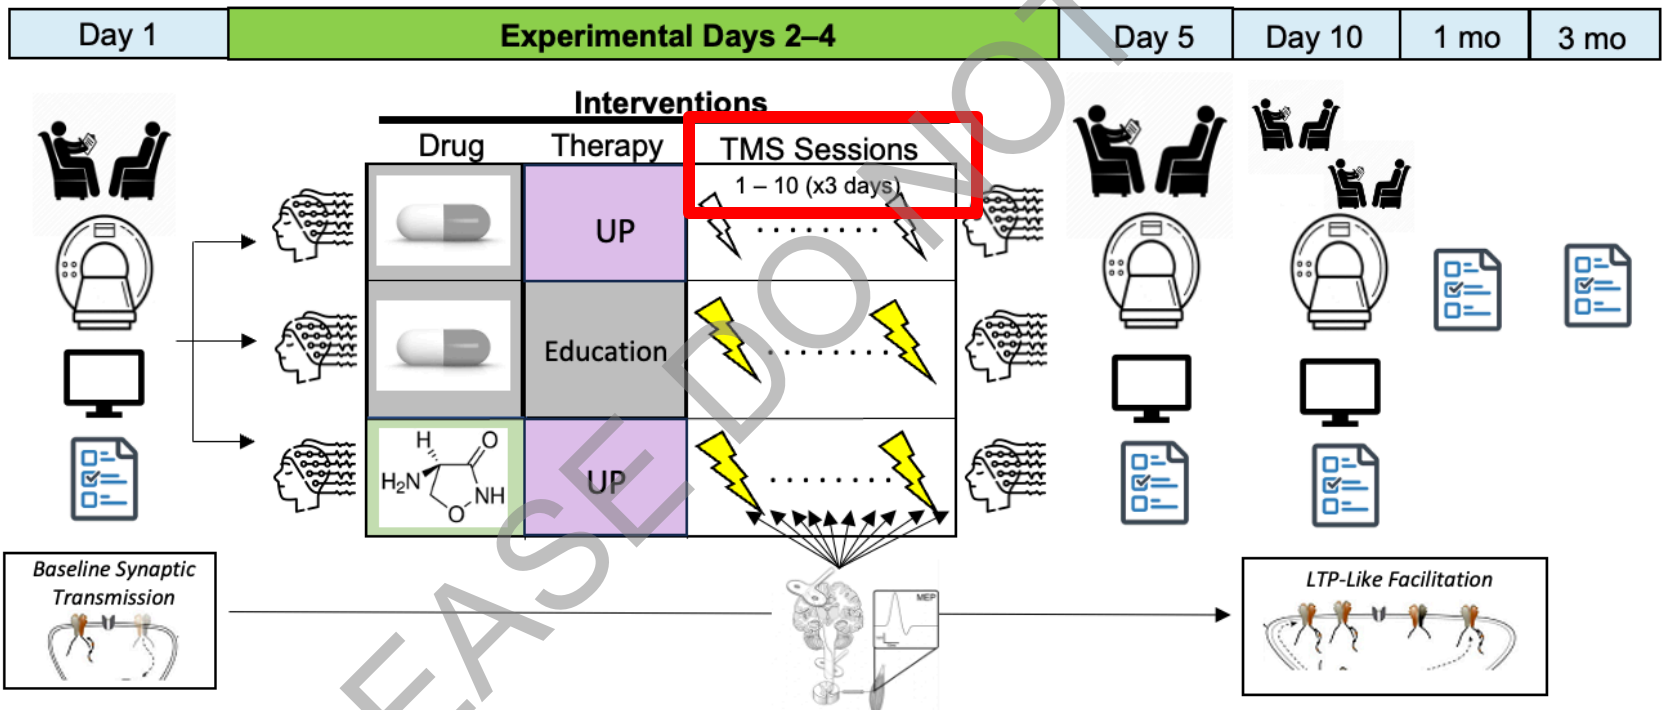 Day 1
Experimental Days 2–4
Day 5
Day 10
1 mo
3 mo
Interventions
Drug
Therapy
TMS Sessions
1 – 10 (x3 days)
UP
Education
H
O
H₂N
NH
O
UP
Baseline Synaptic
Transmission
MEP
LTP-Like Facilitation
EASE DO NOT